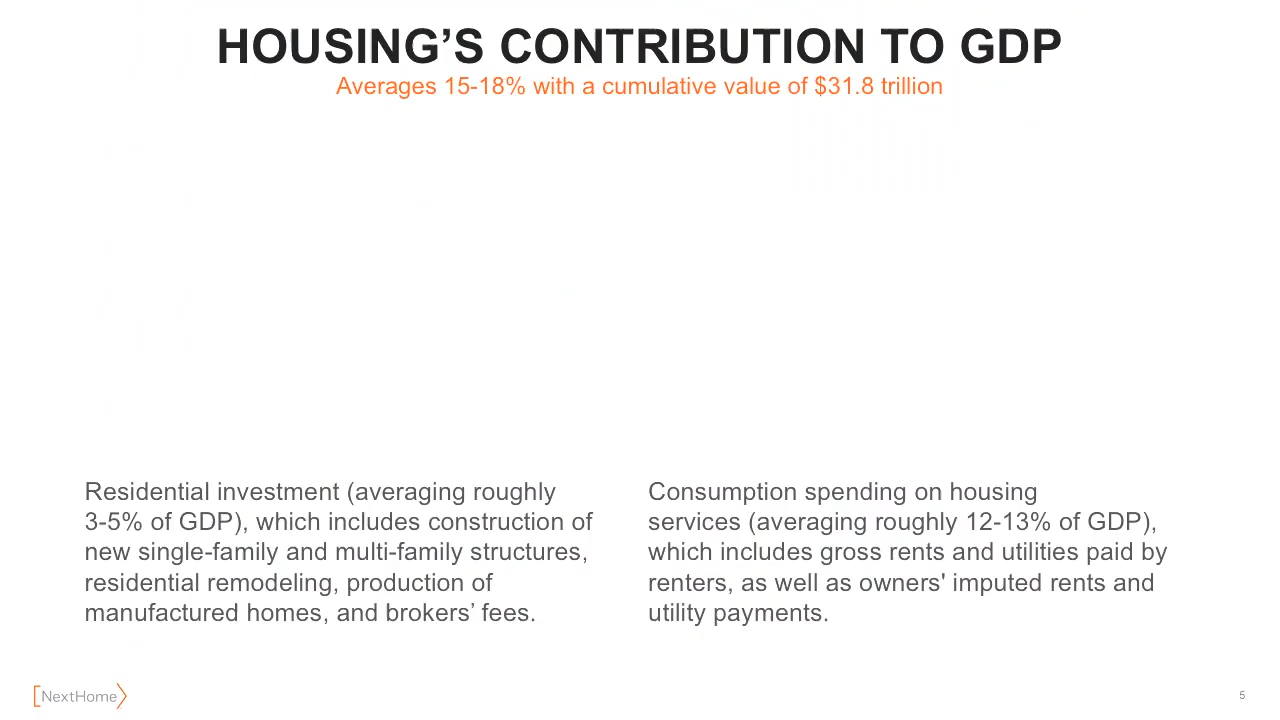 HOUSING’S CONTRIBUTION TO GDP
Averages 15-18% with a cumulative value of $31.8 trillion
Residential investment (averaging roughly
3-5% of GDP), which includes construction of
new single-family and multi-family structures,
residential remodeling, production of
manufactured homes, and brokers’ fees.
Consumption spending on housing
services (averaging roughly 12-13% of GDP),
which includes gross rents and utilities paid by
renters, as well as owners' imputed rents and
utility payments.
NextHome
5